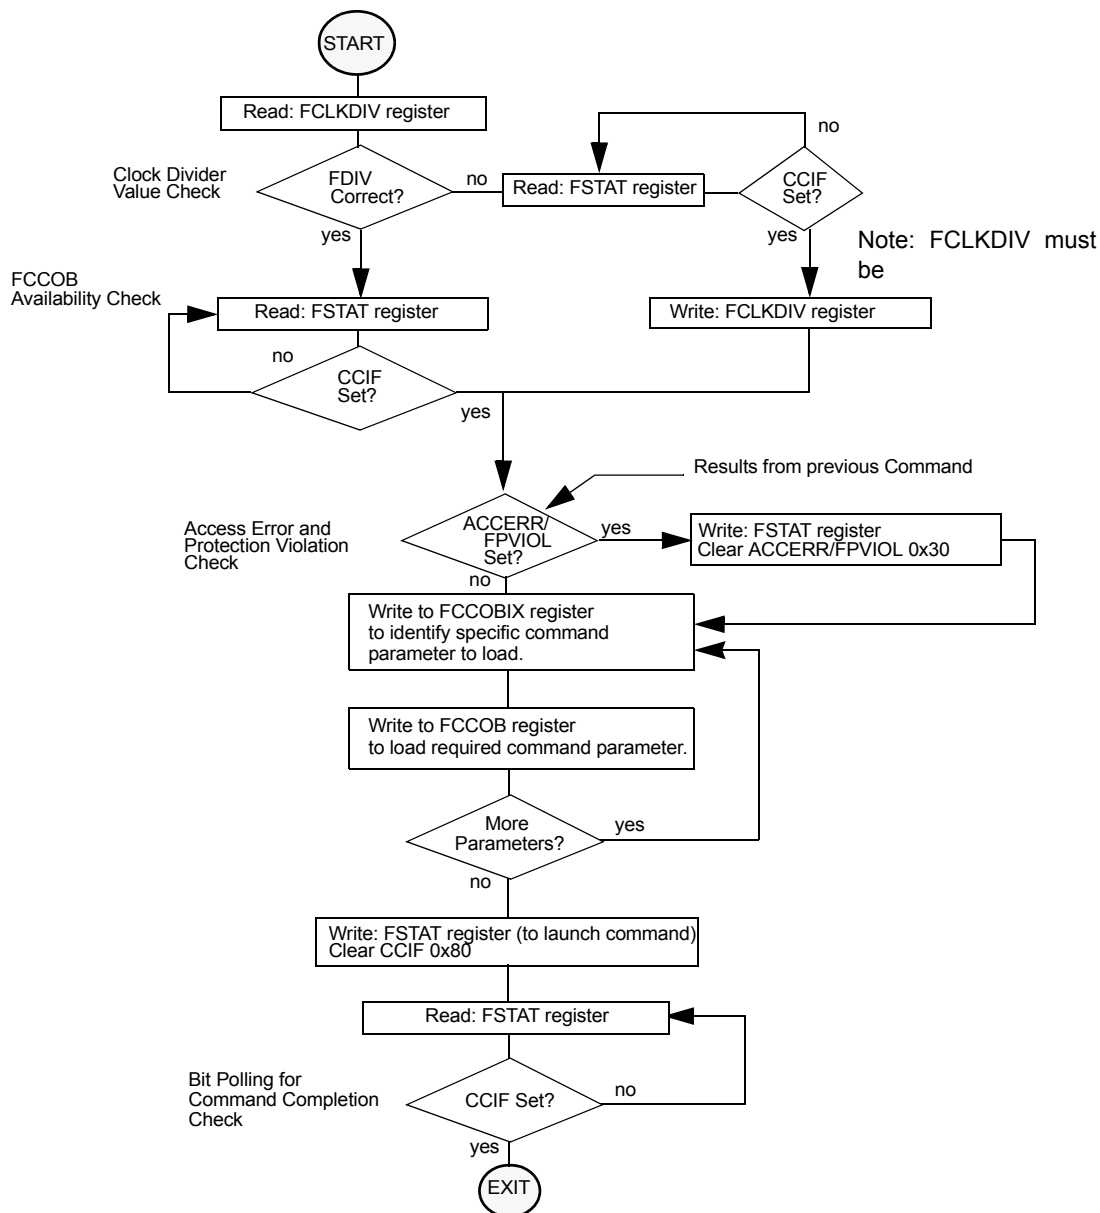 START
Read: FCLKDIV register
Clock Divider
Value Check
FDIV
Correct?
no
Read: FSTAT register
no
CCIF
Set?
yes
yes
Note: FCLKDIV must
be
FCCOB
Availability Check
Read: FSTAT register
Write: FCLKDIV register
no
CCIF
Set?
yes
Results from previous Command
Access Error and
Protection Violation
Check
ACCERR/
FPVIOL
Set?
yes
Write: FSTAT register
Clear ACCERR/FPVIOL 0x30
no
Write to FCCOBIX register
to identify specific command
parameter to load.
Write to FCCOB register
to load required command parameter.
More
Parameters?
yes
no
Write: FSTAT register (to launch command)
Clear CCIF 0x80
Read: FSTAT register
Bit Polling for
Command Completion
Check
CCIF Set?
no
yes
EXIT